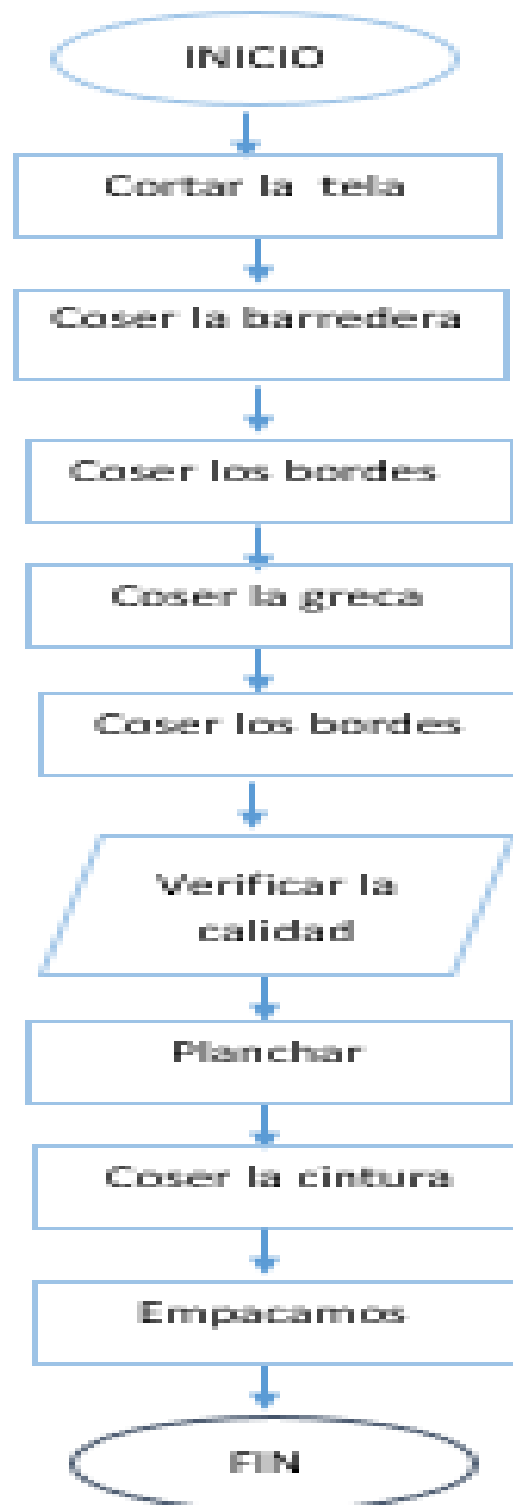 INICIO
Cortar la tela
Coser la barredera
Coser los bordes
Coser la greca
Coser los bordes
Verificar la
calidad
Planchar
Coser la cintura
Empacamos
FIN